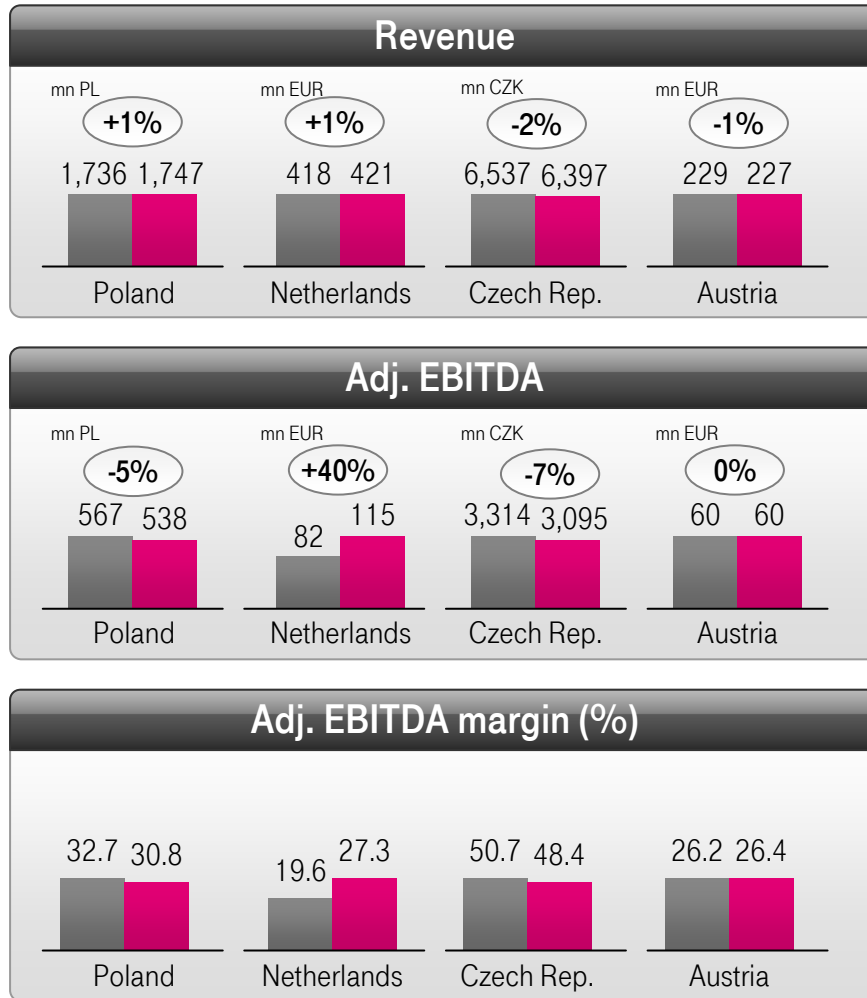 Revenue
mn PL mn EUR mn CZK mn EUR
+1% +1% -2% -1%
1,736 1,747 418 421 6,537 6,397 229 227
Poland Netherlands Czech Rep. Austria
Adj. EBITDA
mn PL mn EUR mn CZK mn EUR
-5% +40% -7% 0%
567 538 82 115 3,314 3,095 60 60
Poland Netherlands Czech Rep. Austria
Adj. EBITDA margin (%)
32.7 30.8 19.6 27.3 50.7 48.4 26.2 26.4
Poland Netherlands Czech Rep. Austria